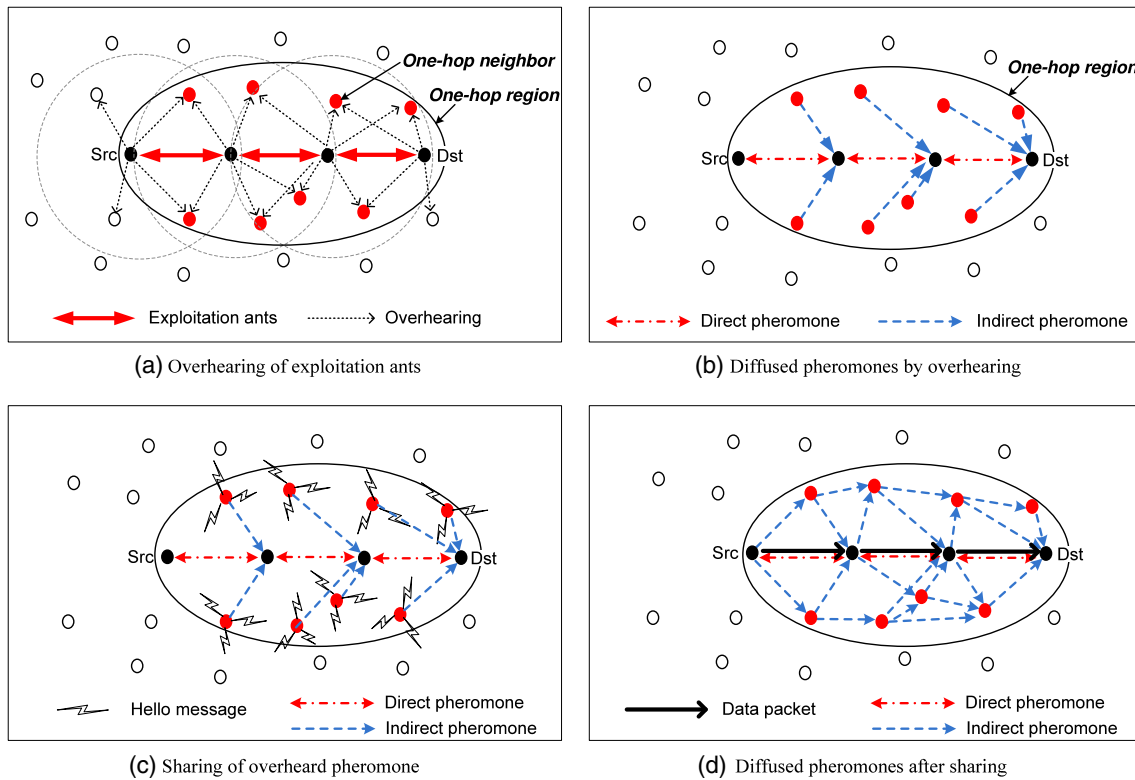 One-hop neighbor
One-hop region
Src
Dst
Exploitation ants
Overhearing
(a) Overhearing of exploitation ants
One-hop region
Src
Dst
Direct pheromone
Indirect pheromone
(b) Diffused pheromones by overhearing
Src
Dst
Hello message
Direct pheromone
Indirect pheromone
(c) Sharing of overheard pheromone
Src
Dst
Data packet
Direct pheromone
Indirect pheromone
(d) Diffused pheromones after sharing